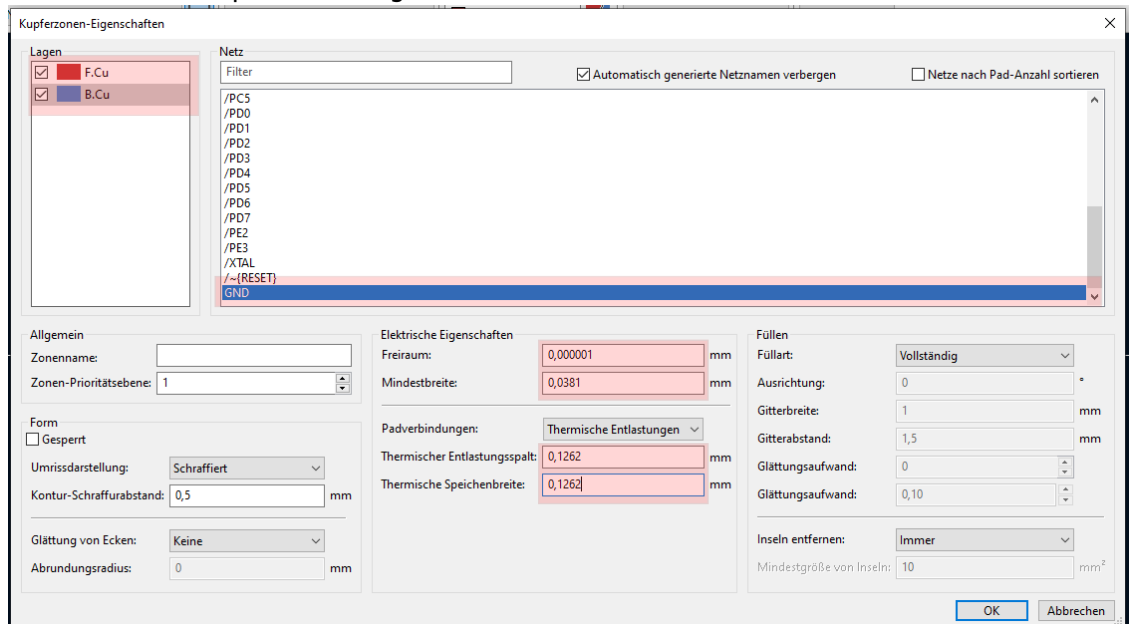 Kupferzonen-Eigenschaften
Lagen
F.Cu
B.Cu
Netz
Filter
Automatisch generierte Netznamen verbergen
Netze nach Pad-Anzahl sortieren
/PC5
/PD0
/PD1
/PD2
/PD3
/PD4
/PD5
/PD6
/PD7
/PE2
/PE3
/XTAL
/~{RESET}
GND
Allgemein
Zonenname:
Zonen-Prioritätsebene: 1
Form
Gesperrt
Umrissdarstellung: Schraffiert
Kontur-Schraffurabstand: 0,5 mm
Glättung von Ecken: Keine
Abrundungsradius: 0 mm
Elektrische Eigenschaften
Freiraum: 0,000001 mm
Mindestbreite: 0,0381 mm
Padverbindungen: Thermische Entlastungen
Thermischer Entlastungsspalt: 0,1262 mm
Thermische Speichenbreite: 0,1262 mm
Füllen
Füllart: Vollständig
Ausrichtung: 0 °
Gitterbreite: 1 mm
Gitterabstand: 1,5 mm
Glättungsaufwand: 0
Glättungsaufwand: 0,10
Inseln entfernen: Immer
Mindestgröße von Inseln: 10 mm²
OK Abbrechen